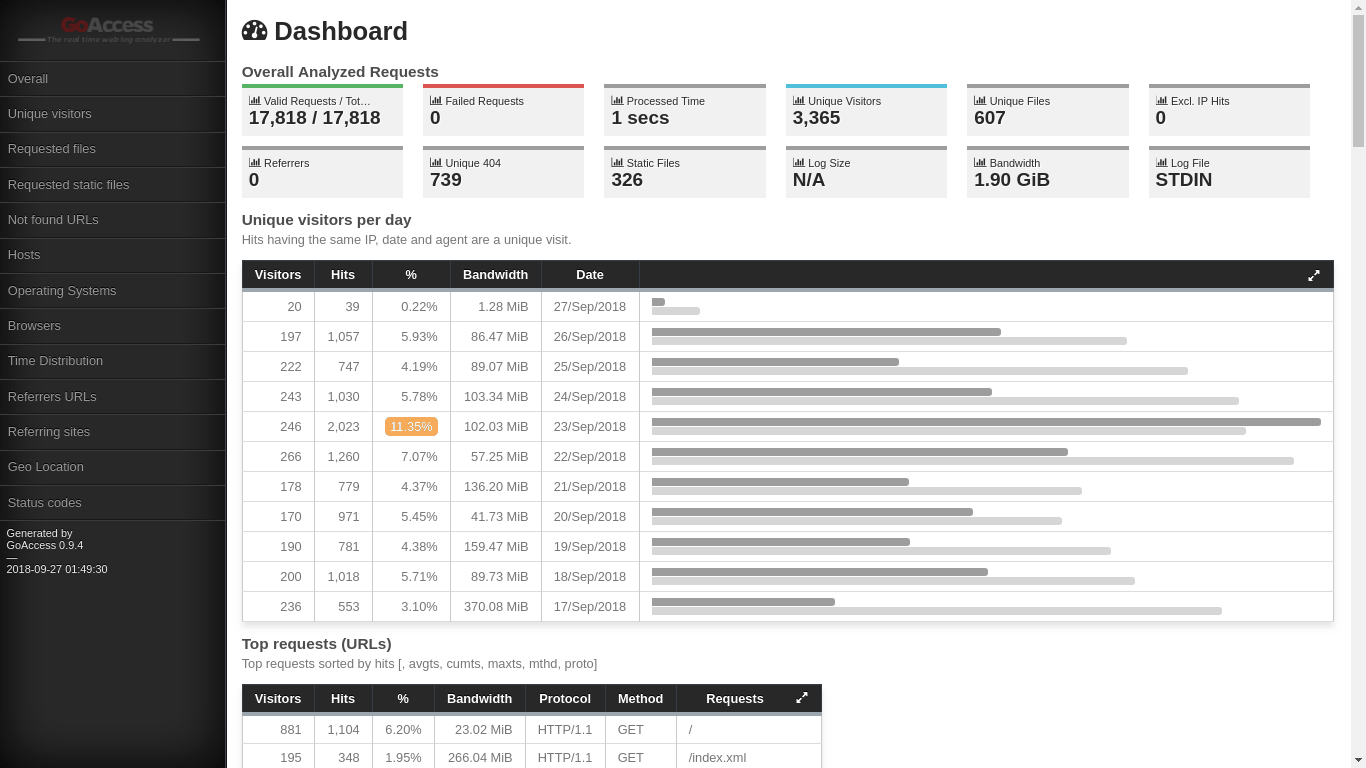 GoAccess
The real time weblog analyzer
Overall
Unique visitors
Requested files
Requested static files
Not found URLs
Hosts
Operating Systems
Browsers
Time Distribution
Referrers URLs
Referring sites
Geo Location
Status codes
Generated by
GoAccess 0.9.4
—
2018-09-27 01:49:30
Dashboard
Overall Analyzed Requests
Valid Requests / Tot…
17,818 / 17,818
Failed Requests
0
Processed Time
1 secs
Unique Visitors
3,365
Unique Files
607
Excl. IP Hits
0
Referrers
0
Unique 404
739
Static Files
326
Log Size
N/A
Bandwidth
1.90 GiB
Log File
STDIN
Unique visitors per day
Hits having the same IP, date and agent are a unique visit.
Visitors Hits % Bandwidth Date
20 39 0.22% 1.28 MiB 27/Sep/2018
197 1,057 5.93% 86.47 MiB 26/Sep/2018
222 747 4.19% 89.07 MiB 25/Sep/2018
243 1,030 5.78% 103.34 MiB 24/Sep/2018
246 2,023 11.35% 102.03 MiB 23/Sep/2018
266 1,260 7.07% 57.25 MiB 22/Sep/2018
178 779 4.37% 136.20 MiB 21/Sep/2018
170 971 5.45% 41.73 MiB 20/Sep/2018
190 781 4.38% 159.47 MiB 19/Sep/2018
200 1,018 5.71% 89.73 MiB 18/Sep/2018
236 553 3.10% 370.08 MiB 17/Sep/2018
Top requests (URLs)
Top requests sorted by hits [, avgts, cumts, maxts, mthd, proto]
Visitors Hits % Bandwidth Protocol Method Requests
881 1,104 6.20% 23.02 MiB HTTP/1.1 GET /
195 348 1.95% 266.04 MiB HTTP/1.1 GET /index.xml